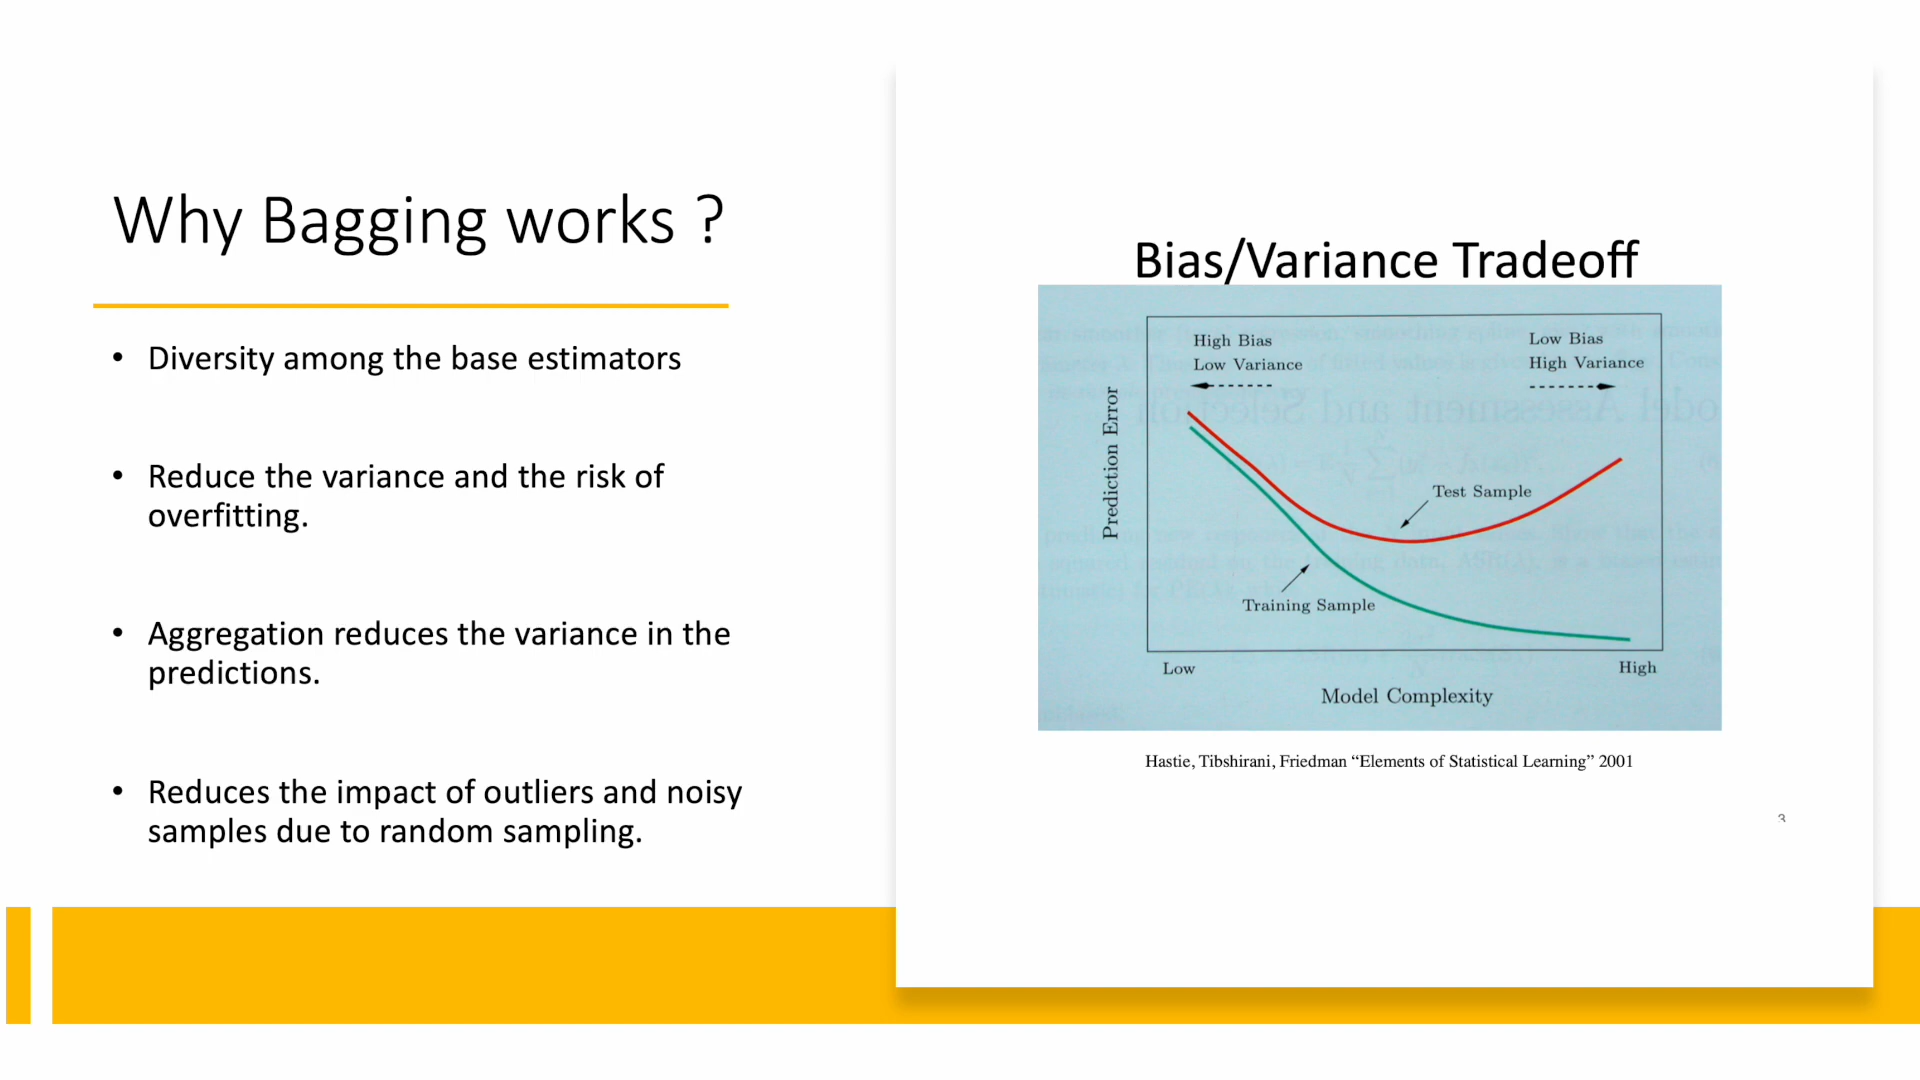 Why Bagging works ?
• Diversity among the base estimators
• Reduce the variance and the risk of
overfitting.
• Aggregation reduces the variance in the
predictions.
• Reduces the impact of outliers and noisy
samples due to random sampling.
Bias/Variance Tradeoff
High Bias
Low Variance
Low Bias
High Variance
Prediction Error
Test Sample
Training Sample
Low
High
Model Complexity
Hastie, Tibshirani, Friedman “Elements of Statistical Learning” 2001
3